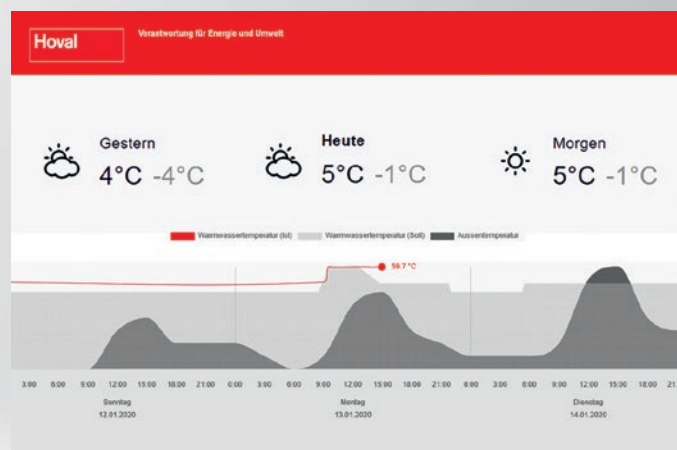 Hoval
Verantwortung für Energie und Umwelt
Gestern
4°C -4°C
Heute
5°C -1°C
Morgen
5°C -1°C
Warmwassertemperatur (Ist) Warmwassertemperatur (Soll) Aussentemperatur
59.7 °C
3:00 6:00 9:00 12:00 15:00 18:00 21:00 0:00 3:00 6:00 9:00 12:00 15:00 18:00 21:00 0:00 3:00 6:00 9:00 12:00 15:00 18:00 21:
Sonntag Montag Dienstag
12.01.2020 13.01.2020 14.01.2020